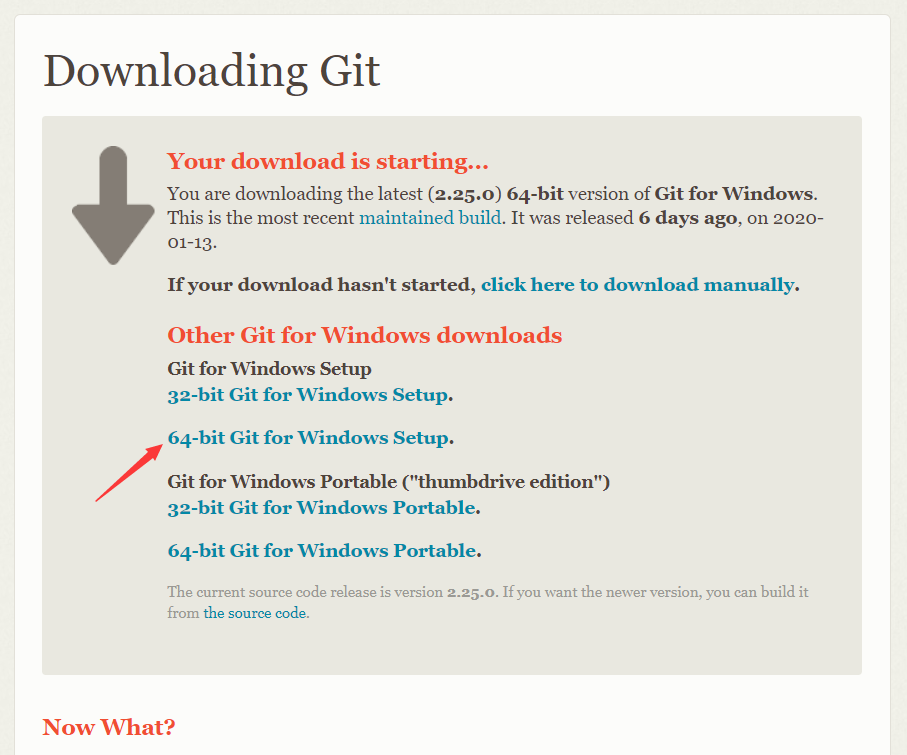 Downloading Git
Your download is starting...
You are downloading the latest (2.25.0) 64-bit version of Git for Windows.
This is the most recent maintained build. It was released 6 days ago, on 2020-
01-13.
If your download hasn't started, click here to download manually.
Other Git for Windows downloads
Git for Windows Setup
32-bit Git for Windows Setup.
64-bit Git for Windows Setup.
Git for Windows Portable ("thumbdrive edition")
32-bit Git for Windows Portable.
64-bit Git for Windows Portable.
The current source code release is version 2.25.0. If you want the newer version, you can build it
from the source code.
Now What?